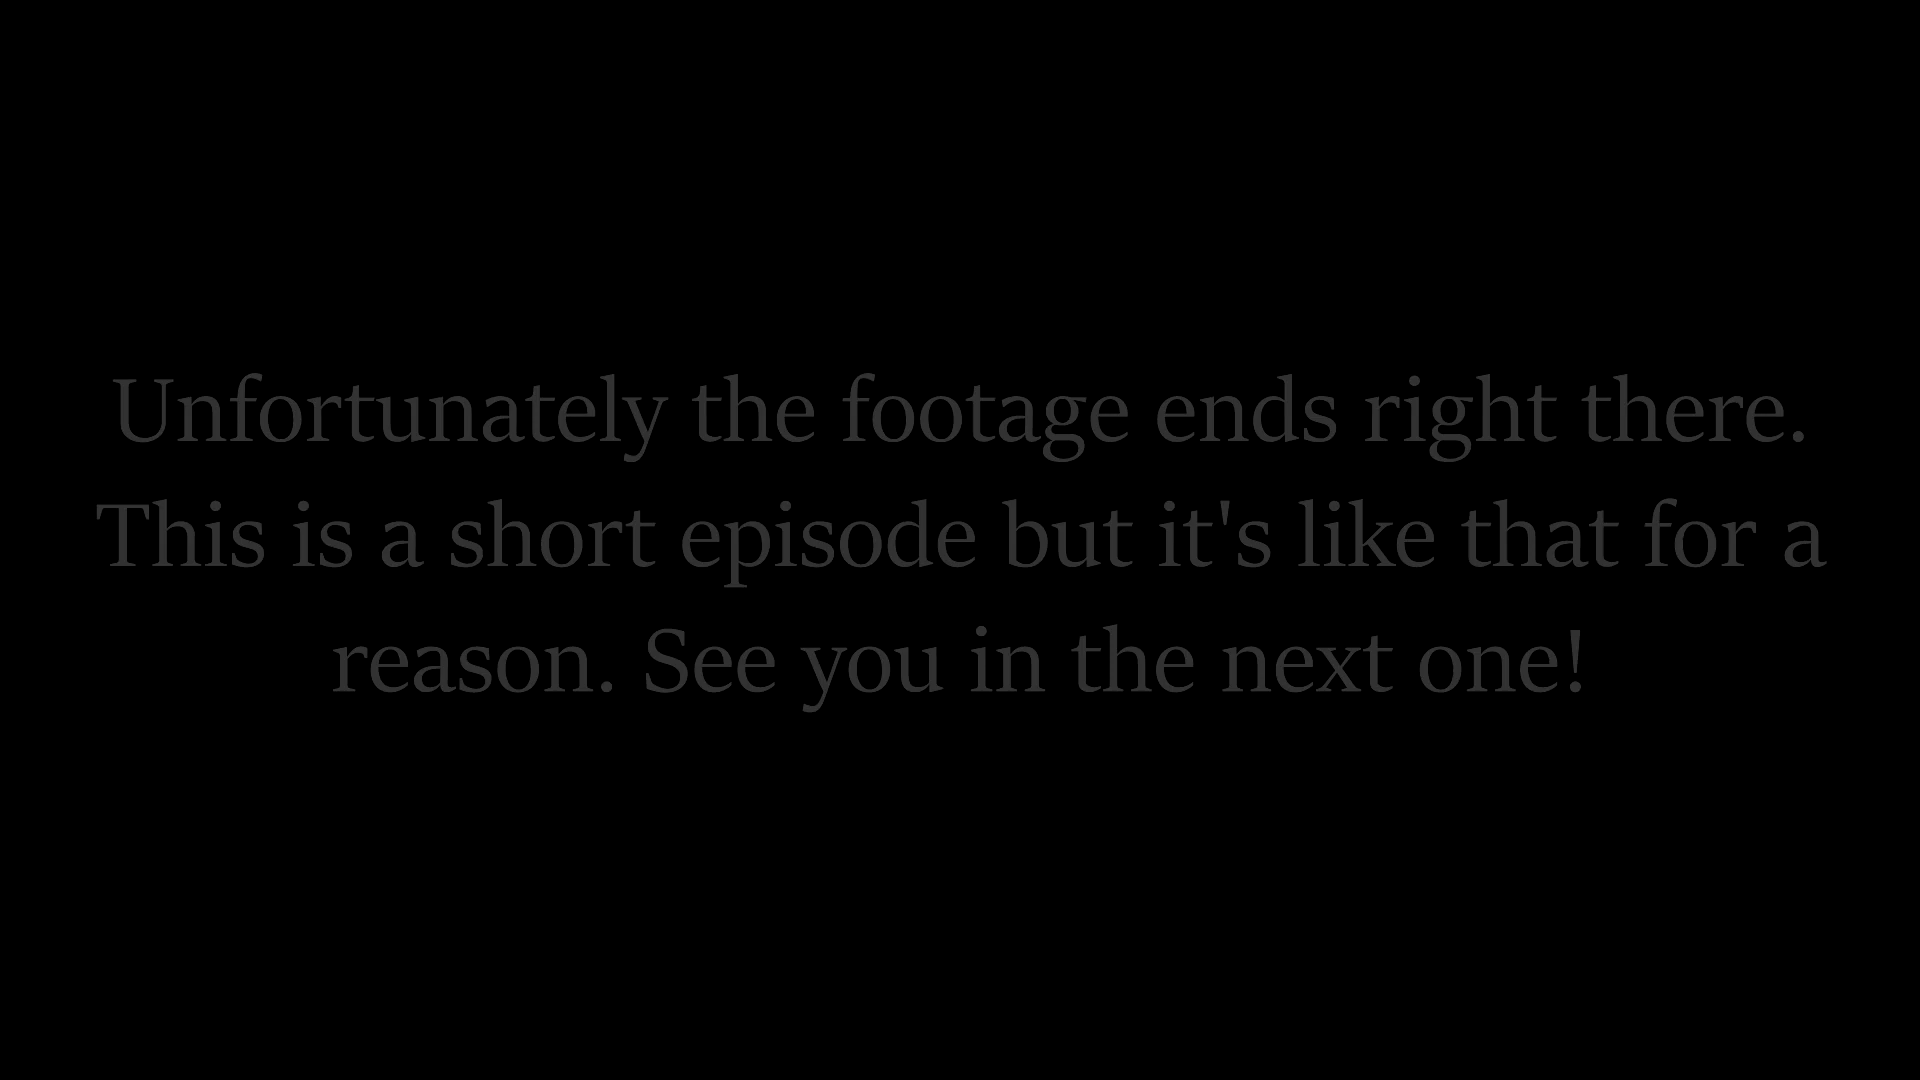 Unfortunately the footage ends right there.
This is a short episode but it's like that for a
reason. See you in the next one!